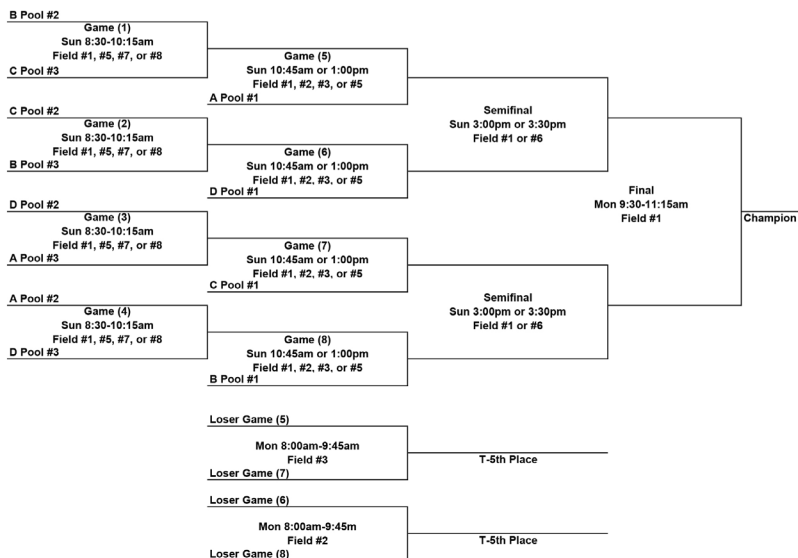 B Pool #2
Game (1)
Sun 8:30-10:15am
Field #1, #5, #7, or #8
C Pool #3
Game (5)
Sun 10:45am or 1:00pm
Field #1, #2, #3, or #5
A Pool #1
C Pool #2
Game (2)
Sun 8:30-10:15am
Field #1, #5, #7, or #8
B Pool #3
Semifinal
Sun 3:00pm or 3:30pm
Field #1 or #6
Game (6)
Sun 10:45am or 1:00pm
Field #1, #2, #3, or #5
D Pool #1
Final
Mon 9:30-11:15am
Field #1
Champion
D Pool #2
Game (3)
Sun 8:30-10:15am
Field #1, #5, #7, or #8
A Pool #3
Game (7)
Sun 10:45am or 1:00pm
Field #1, #2, #3, or #5
C Pool #1
A Pool #2
Game (4)
Sun 8:30-10:15am
Field #1, #5, #7, or #8
D Pool #3
Semifinal
Sun 3:00pm or 3:30pm
Field #1 or #6
Game (8)
Sun 10:45am or 1:00pm
Field #1, #2, #3, or #5
B Pool #1
Loser Game (5)
Mon 8:00am-9:45am
Field #3
Loser Game (7)
T-5th Place
Loser Game (6)
Mon 8:00am-9:45m
Field #2
Loser Game (8)
T-5th Place